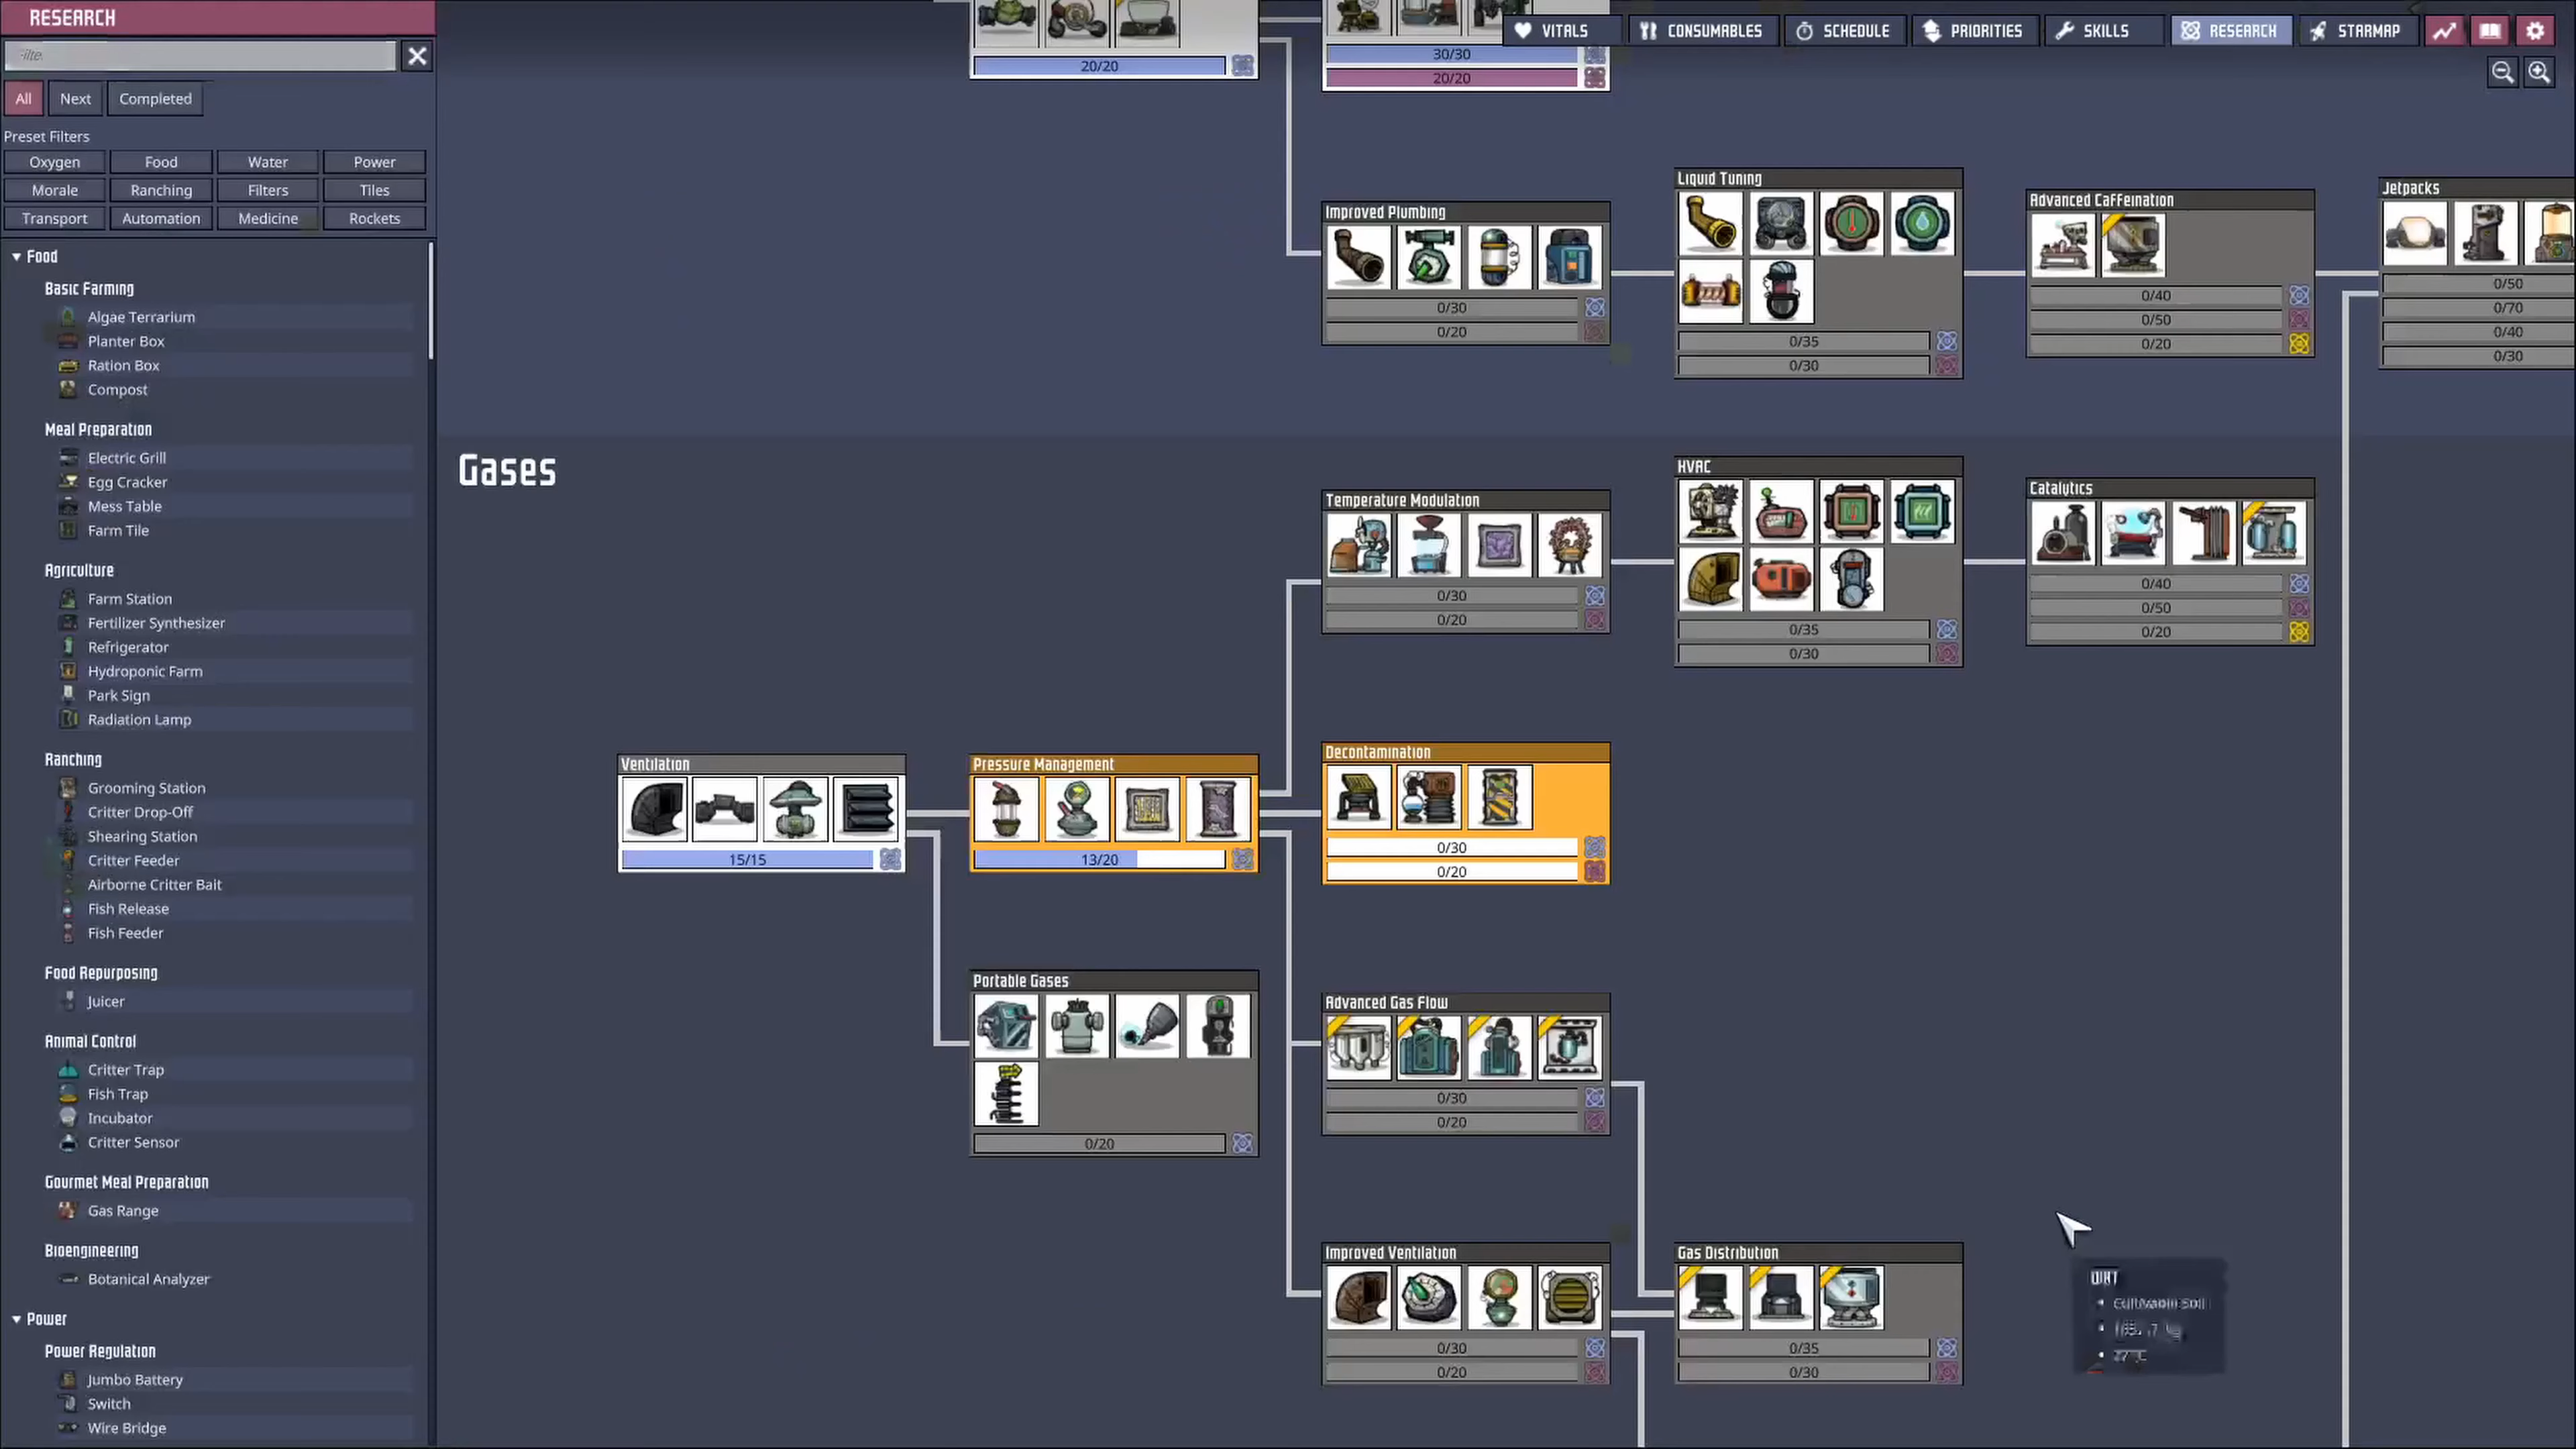 RESEARCH
VITALS
CONSUMABLES
SCHEDULE
PRIORITIES
SKILLS
RESEARCH
STARMAP
Filter
All
Next
Completed
Preset Filters
Oxygen
Food
Water
Power
Morale
Ranching
Filters
Tiles
Transport
Automation
Medicine
Rockets
Food
Basic Farming
Algae Terrarium
Planter Box
Ration Box
Compost
Meal Preparation
Electric Grill
Egg Cracker
Mess Table
Farm Tile
Agriculture
Farm Station
Fertilizer Synthesizer
Refrigerator
Hydroponic Farm
Park Sign
Radiation Lamp
Ranching
Grooming Station
Critter Drop-Off
Shearing Station
Critter Feeder
Airborne Critter Bait
Fish Release
Fish Feeder
Food Repurposing
Juicer
Animal Control
Critter Trap
Fish Trap
Incubator
Critter Sensor
Gourmet Meal Preparation
Gas Range
Bioengineering
Botanical Analyzer
Power
Power Regulation
Jumbo Battery
Switch
Wire Bridge
20/20
30/30
20/20
Improved Plumbing
0/30
0/20
Liquid Tuning
0/35
0/30
Advanced Caffeination
0/40
0/50
0/20
Jetpacks
0/50
0/70
0/40
0/30
Gases
Temperature Modulation
0/30
0/20
HVAC
0/35
0/30
Catalytics
0/40
0/50
0/20
Ventilation
15/15
Pressure Management
13/20
Decontamination
0/30
0/20
Portable Gases
0/20
Advanced Gas Flow
0/30
0/20
Improved Ventilation
0/30
0/20
Gas Distribution
0/35
0/30
DIRT
Cultivable Soil